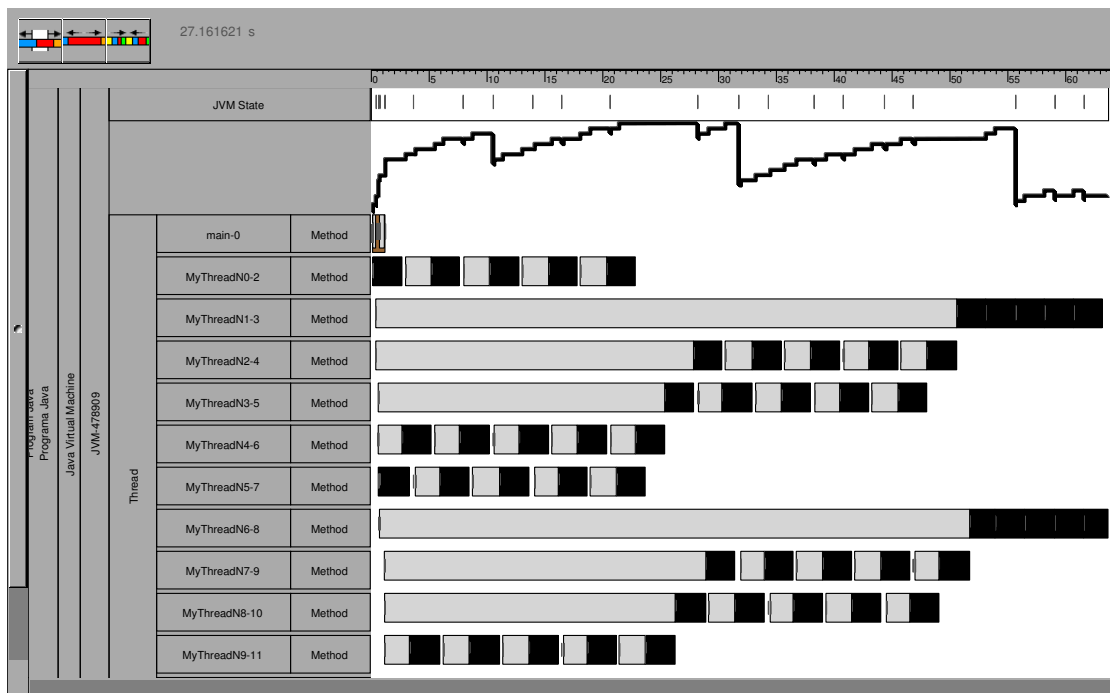 27.161621 s
0 5 10 15 20 25 30 35 40 45 50 55 60
JVM State
Program Java
Programa Java
Java Virtual Machine
JVM-478909
Thread
main-0 Method
MyThreadN0-2 Method
MyThreadN1-3 Method
MyThreadN2-4 Method
MyThreadN3-5 Method
MyThreadN4-6 Method
MyThreadN5-7 Method
MyThreadN6-8 Method
MyThreadN7-9 Method
MyThreadN8-10 Method
MyThreadN9-11 Method